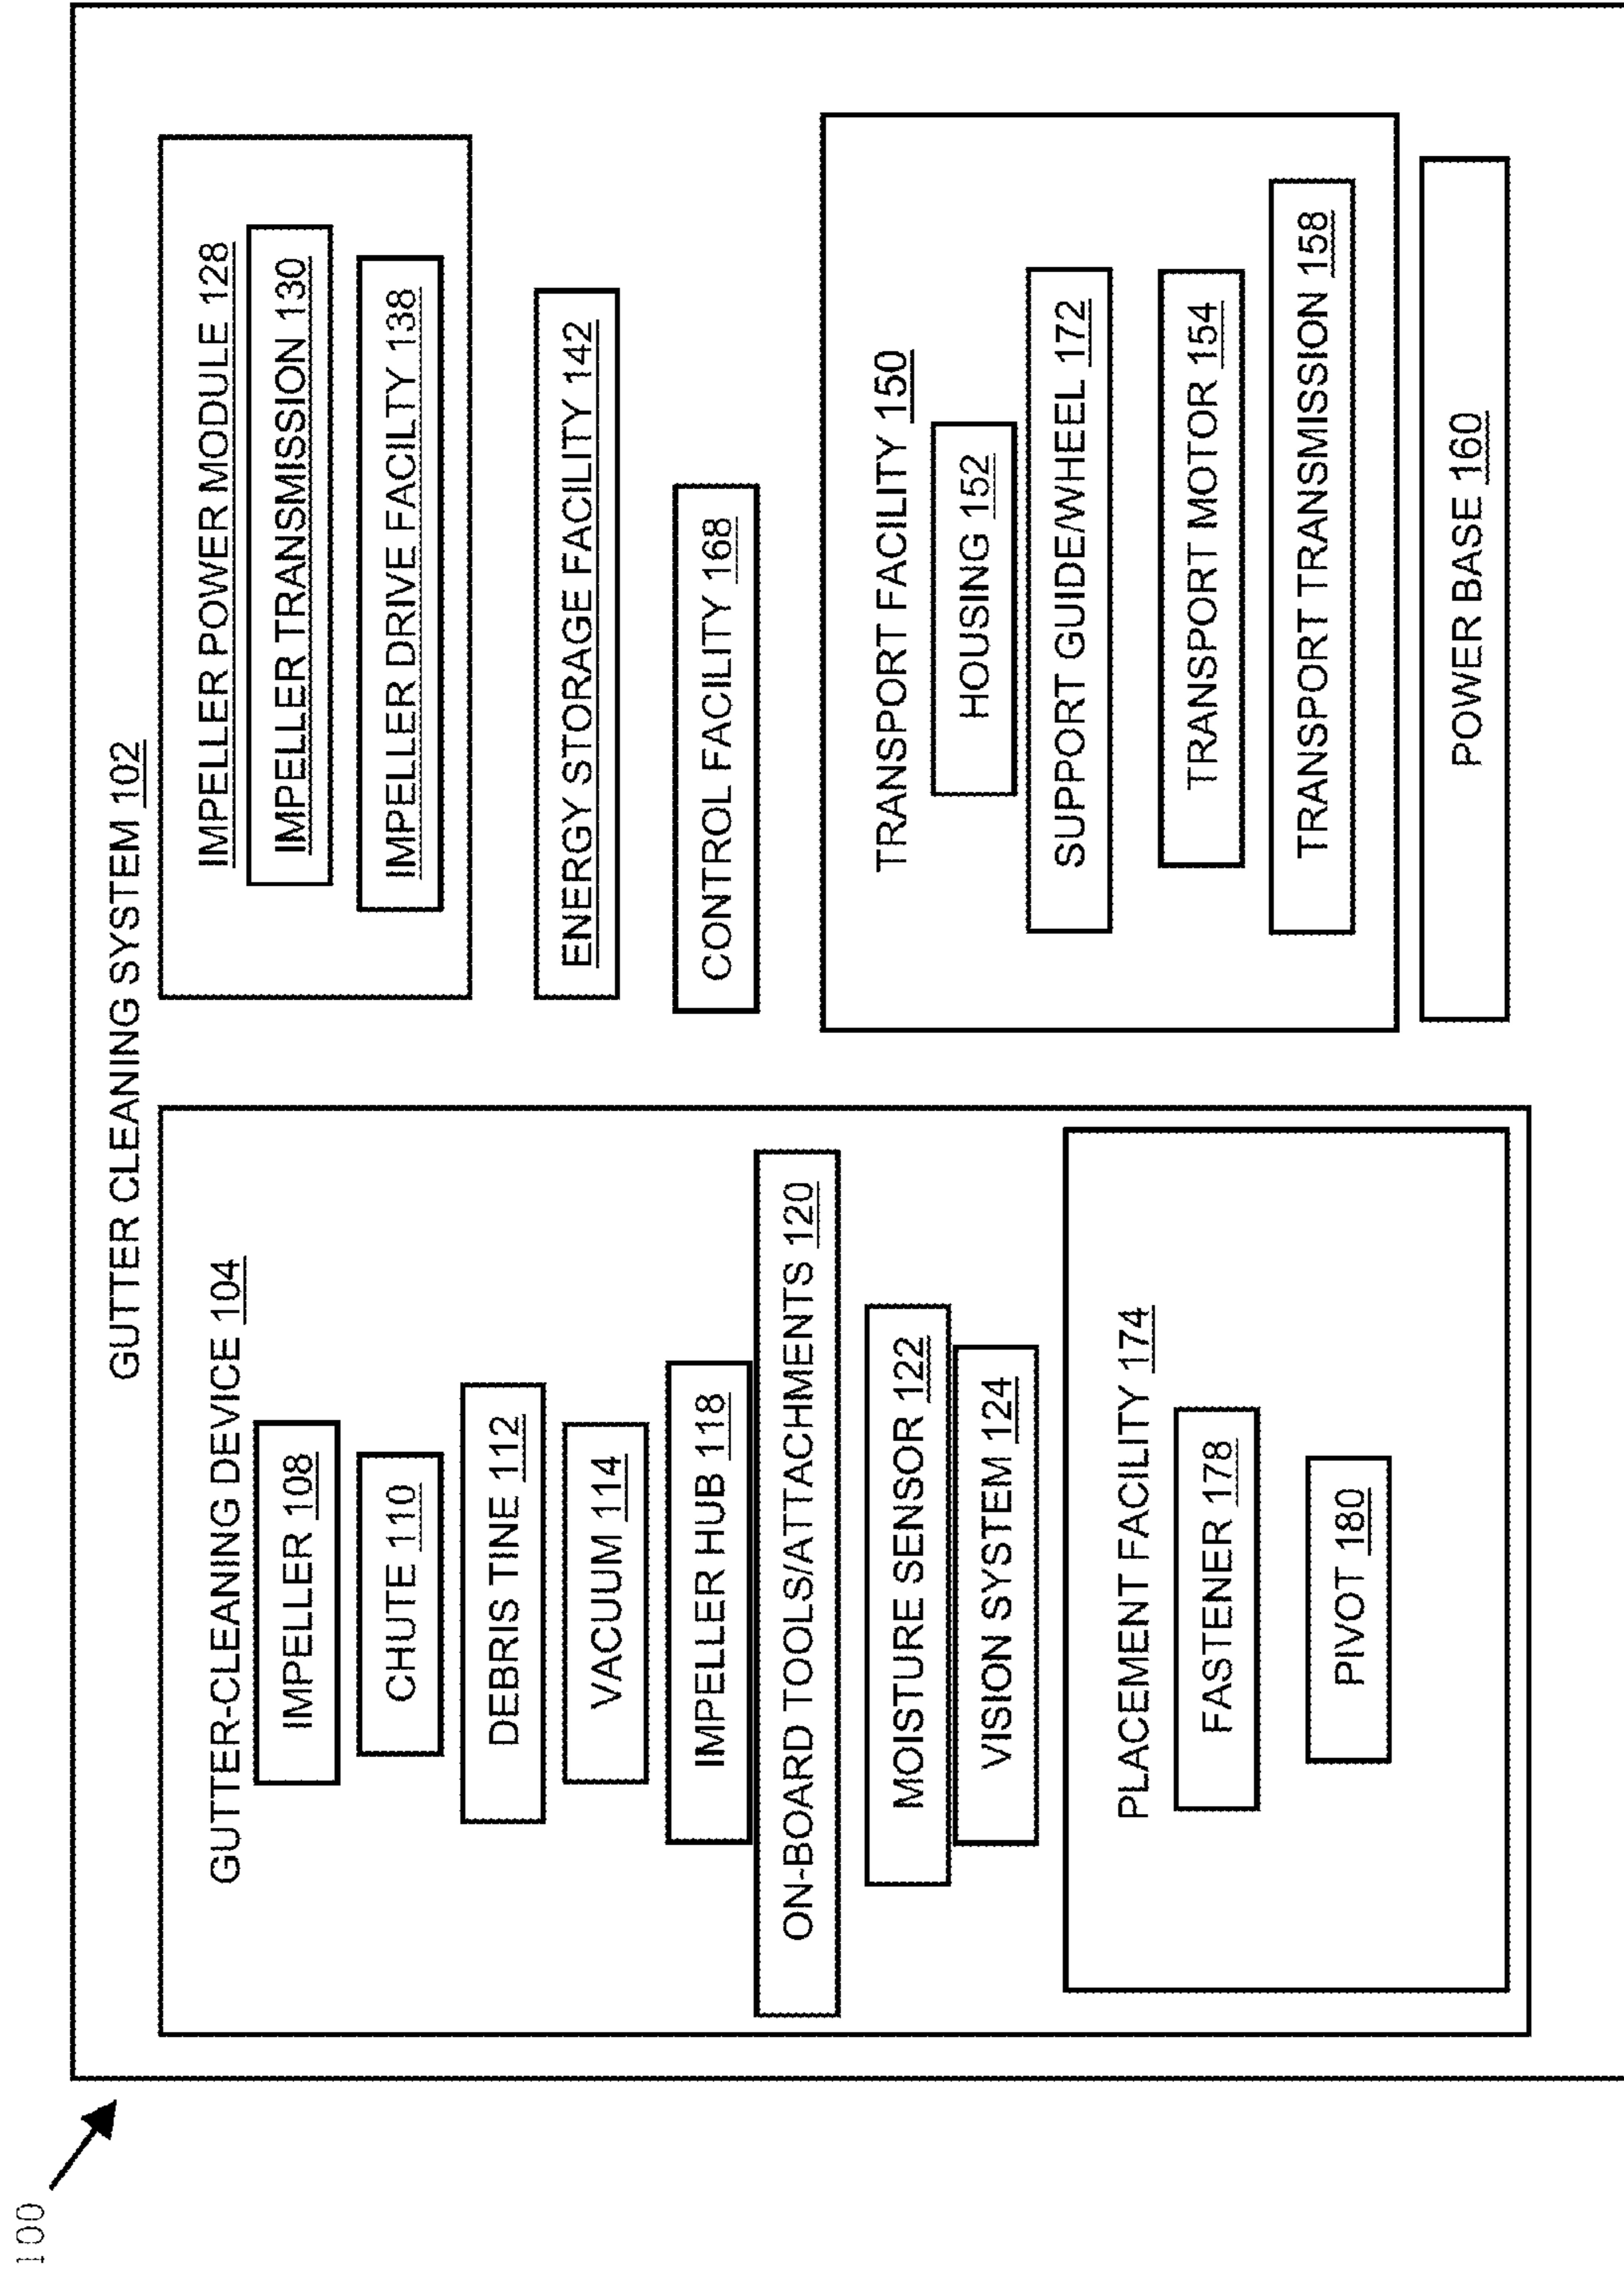 100
GUTTER CLEANING SYSTEM 102
GUTTER-CLEANING DEVICE 104
IMPELLER 108
CHUTE 110
DEBRIS TINE 112
VACUUM 114
IMPELLER HUB 118
ON-BOARD TOOLS/ATTACHMENTS 120
MOISTURE SENSOR 122
VISION SYSTEM 124
PLACEMENT FACILITY 174
FASTENER 178
PIVOT 180
IMPELLER POWER MODULE 128
IMPELLER TRANSMISSION 130
IMPELLER DRIVE FACILTY 138
ENERGY STORAGE FACILITY 142
CONTROL FACILITY 168
TRANSPORT FACILITY 150
HOUSING 152
SUPPORT GUIDE/WHEEL 172
TRANSPORT MOTOR 154
TRANSPORT TRANSMISSION 158
POWER BASE 160